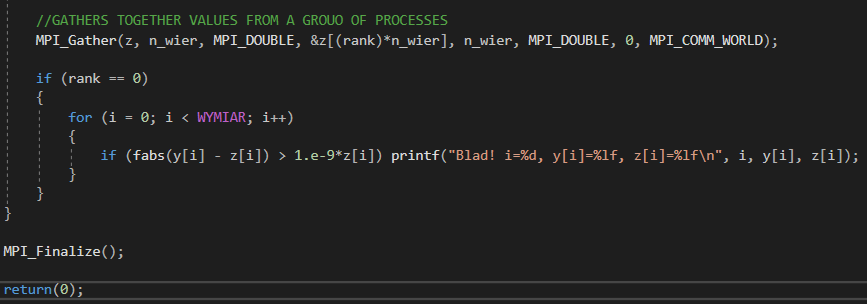 //GATHERS TOGETHER VALUES FROM A GROUO OF PROCESSES
MPI_Gather(z, n_wier, MPI_DOUBLE, &z[(rank)*n_wier], n_wier, MPI_DOUBLE, 0, MPI_COMM_WORLD);
if (rank == 0)
{
for (i = 0; i < WYMIAR; i++)
{
if (fabs(y[i] - z[i]) > 1.e-9*z[i]) printf("Blad! i=%d, y[i]=%lf, z[i]=%lf\n", i, y[i], z[i]);
}
}
}
MPI_Finalize();
return(0);